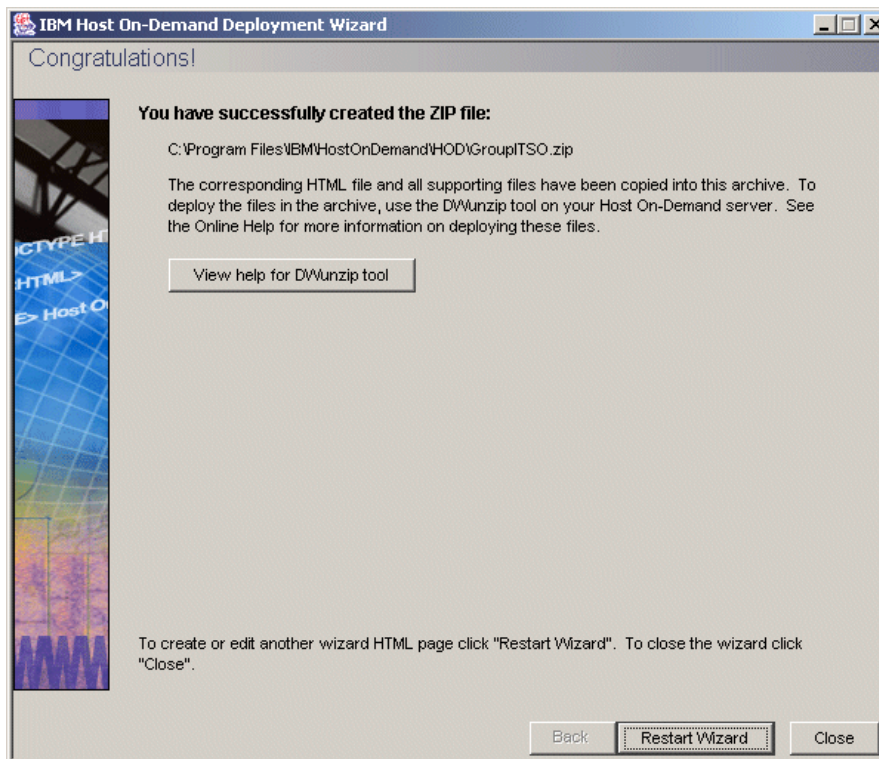 IBM Host On-Demand Deployment Wizard
Congratulations!
You have successfully created the ZIP file:
C:\Program Files\IBM\HostOnDemand\HOD\GroupITSO.zip
The corresponding HTML file and all supporting files have been copied into this archive. To
deploy the files in the archive, use the DWunzip tool on your Host On-Demand server. See
the Online Help for more information on deploying these files.
View help for DWunzip tool
OCTYPE H
HTML>
E> Host O
To create or edit another wizard HTML page click "Restart Wizard". To close the wizard click
"Close".
Back
Restart Wizard
Close